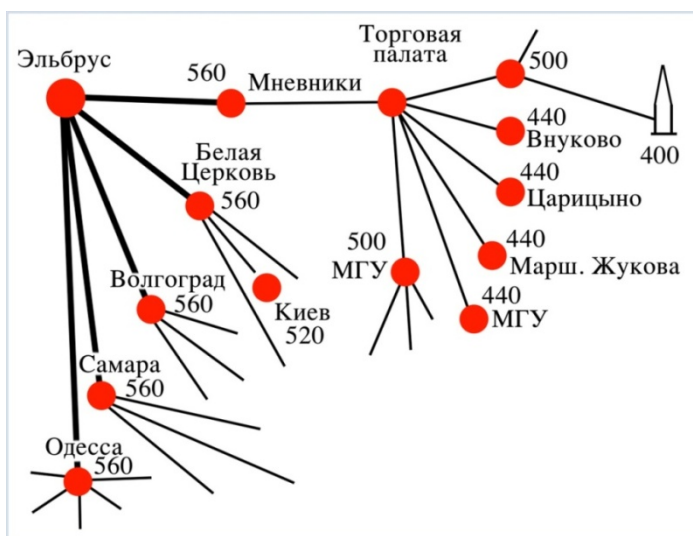 Эльбрус
560
Мневники
Торговая
палата
500
400
440
Внуково
440
Царицыно
440
Марш. Жукова
440
МГУ
500
МГУ
Белая
Церковь
560
Киев
520
Волгоград
560
Самара
560
Одесса
560